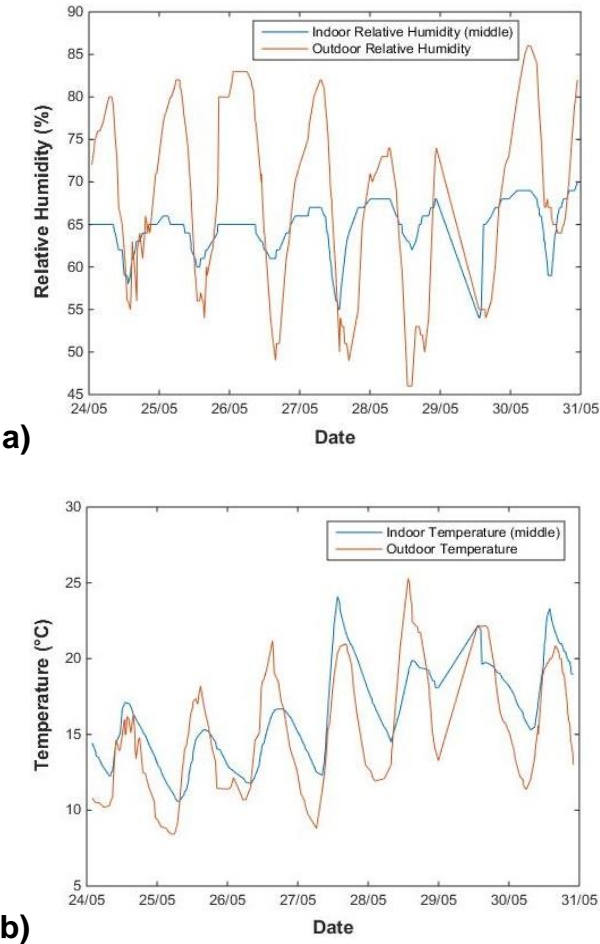 90
85
80
75
70
65
60
55
50
45
Relative Humidity (%)
Indoor Relative Humidity (middle)
Outdoor Relative Humidity
24/05 25/05 26/05 27/05 28/05 29/05 30/05 31/05
Date
a)
30
25
20
15
10
5
Temperature (°C)
Indoor Temperature (middle)
Outdoor Temperature
24/05 25/05 26/05 27/05 28/05 29/05 30/05 31/05
Date
b)